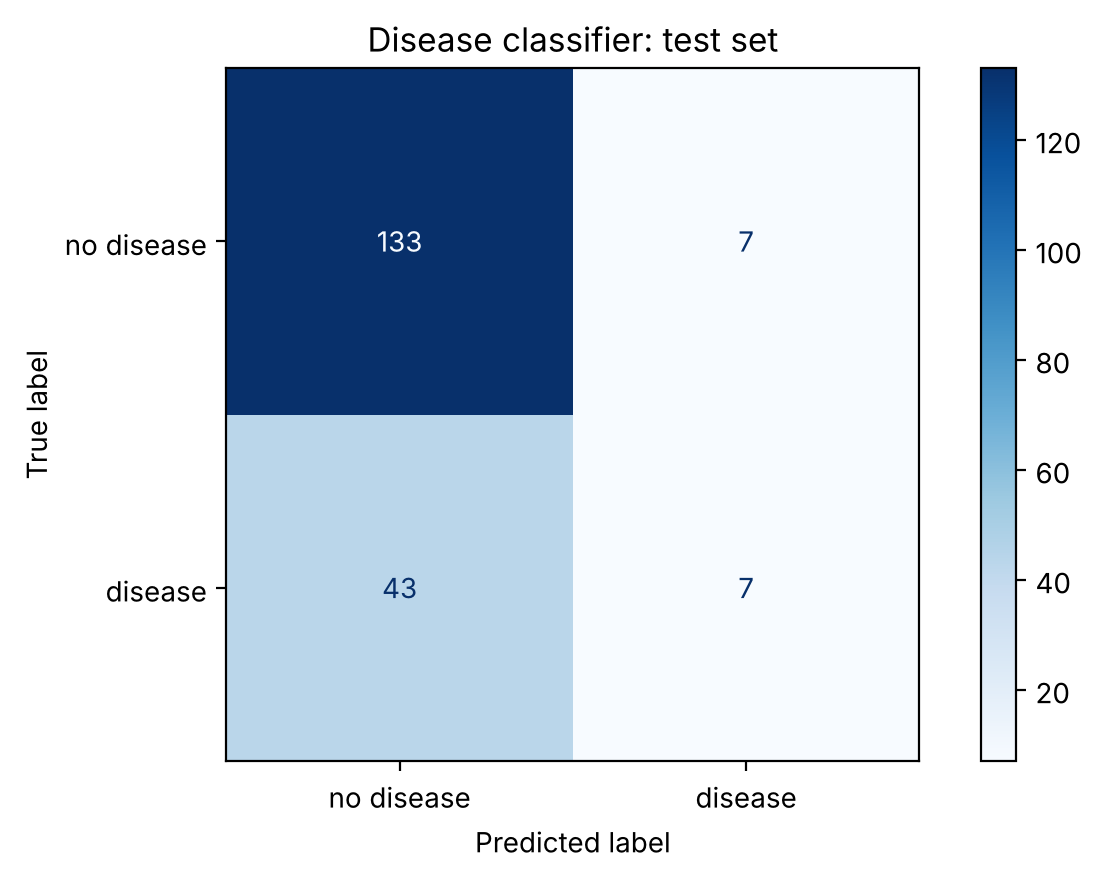 Disease classifier: test set
True label
no disease
133
7
disease
43
7
no disease
disease
Predicted label
120
100
80
60
40
20